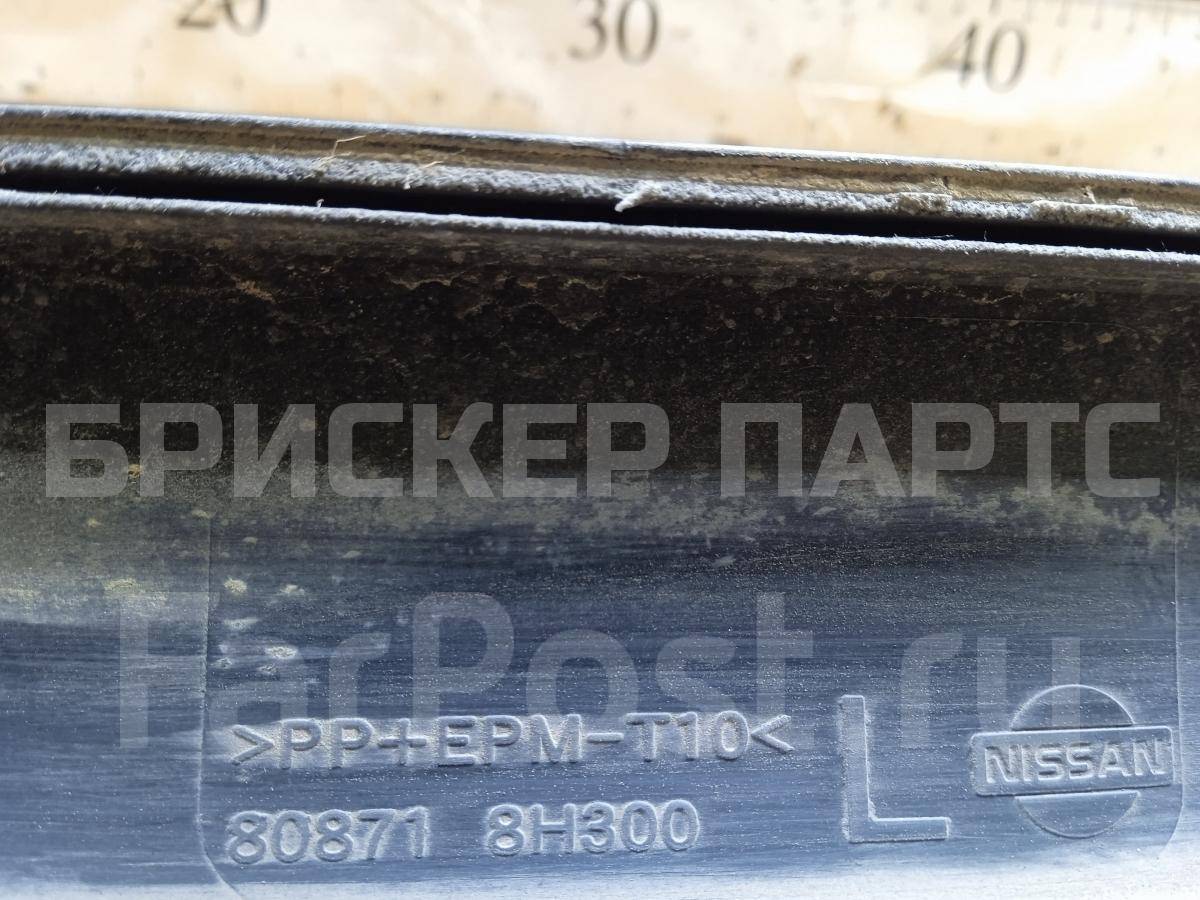 20 30 40
БРИСКЕР ПАРТС
FarPost.ru
>PP+EPM-T10<
L
NISSAN
80871 8H300